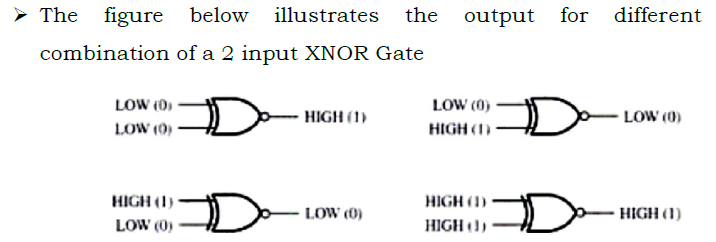 ➢ The figure below illustrates the output for different
combination of a 2 input XNOR Gate
LOW (0)
LOW (0)
HIGH (1)
LOW (0)
HIGH (1)
LOW (0)
HIGH (1)
LOW (0)
LOW (0)
HIGH (1)
HIGH (1)
HIGH (1)